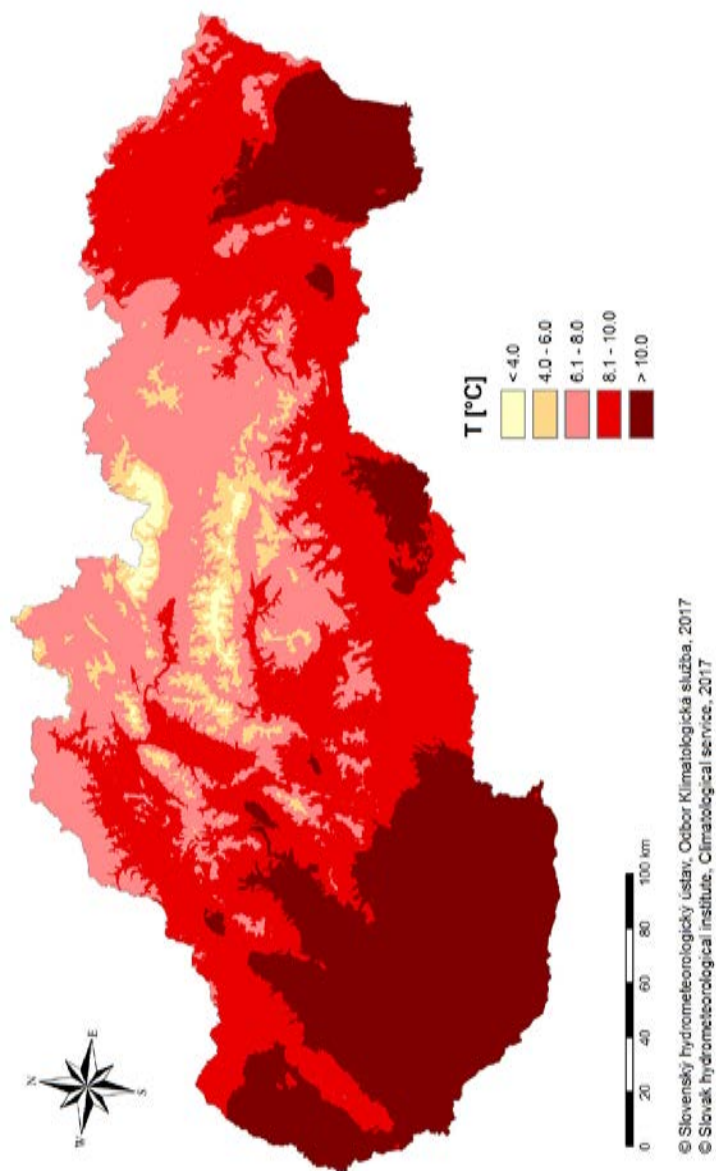 N
W
E
S
T [°C]
< 4.0
4.0 - 6.0
6.1 - 8.0
8.1 - 10.0
> 10.0
0 20 40 60 80 100 km
© Slovenský hydrometeorologický ústav, Odbor Klimatologická služba, 2017
© Slovak hydrometeorological institute, Climatological service, 2017